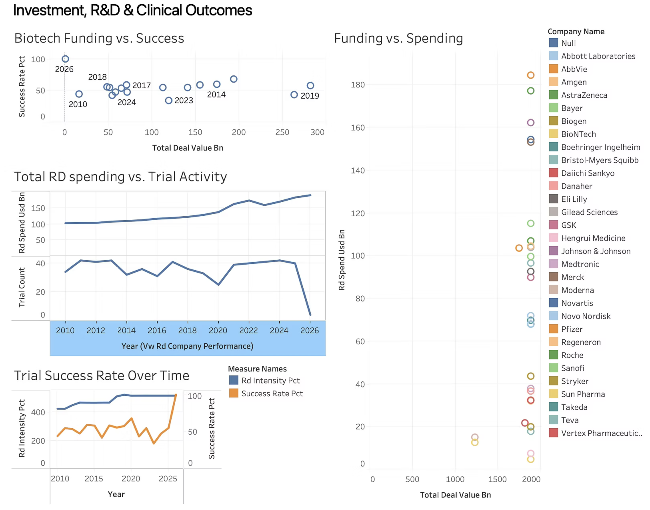 Investment, R&D & Clinical Outcomes
Biotech Funding vs. Success
Success Rate Pct
100
50
0
2026
2010
2018
2024
2017
2023
2014
2019
0
50
100
150
200
250
300
Total Deal Value Bn
Total RD spending vs. Trial Activity
Rd Spend Usd Bn
150
100
50
Trial Count
40
20
0
2010
2012
2014
2016
2018
2020
2022
2024
2026
Year (Vw Rd Company Performance)
Trial Success Rate Over Time
Rd Intensity Pct
400
200
0
100
50
0
Success Rate Pct
2010
2015
2020
2025
Year
Measure Names
Rd Intensity Pct
Success Rate Pct
Funding vs. Spending
Rd Spend Usd Bn
180
160
140
120
100
80
60
40
20
0
0
500
1000
1500
2000
Total Deal Value Bn
Company Name
Null
Abbott Laboratories
AbbVie
Amgen
AstraZeneca
Bayer
Biogen
BioNTech
Boehringer Ingelheim
Bristol-Myers Squibb
Daiichi Sankyo
Danaher
Eli Lilly
Gilead Sciences
GSK
Hengrui Medicine
Johnson & Johnson
Medtronic
Merck
Moderna
Novartis
Novo Nordisk
Pfizer
Regeneron
Roche
Sanofi
Stryker
Sun Pharma
Takeda
Teva
Vertex Pharmaceutic..